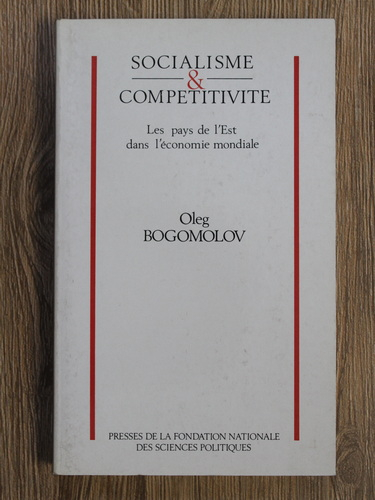 SOCIALISME
&
COMPETITIVITE
Les pays de l'Est
dans l'économie mondiale
Oleg
BOGOMOLOV
PRESSES DE LA FONDATION NATIONALE
DES SCIENCES POLITIQUES